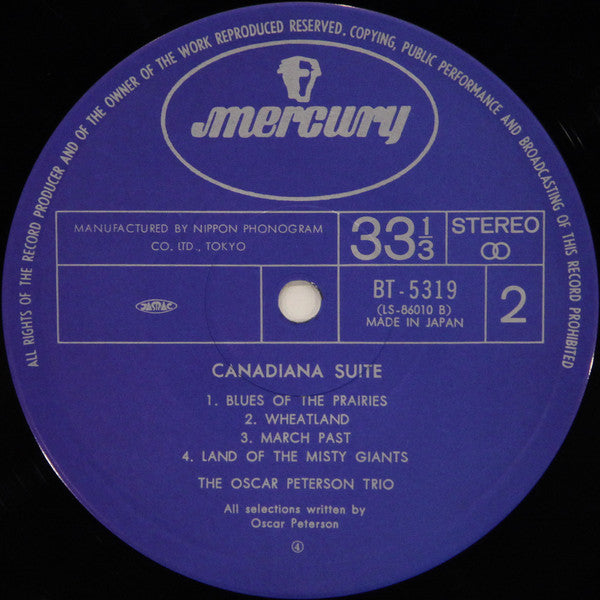 ALL RIGHTS OF THE RECORD PRODUCER AND OF THE OWNER OF THE WORK REPRODUCED RESERVED. COPYING, PUBLIC PERFORMANCE AND BROADCASTING OF THIS RECORD PROHIBITED
mercury
MANUFACTURED BY NIPPON PHONOGRAM
CO. LTD., TOKYO
33 1/3
STEREO
JASRAC
BT-5319
(LS-86010 B)
MADE IN JAPAN
2
CANADIANA SUITE
1. BLUES OF THE PRAIRIES
2. WHEATLAND
3. MARCH PAST
4. LAND OF THE MISTY GIANTS
THE OSCAR PETERSON TRIO
All selections written by
Oscar Peterson
④